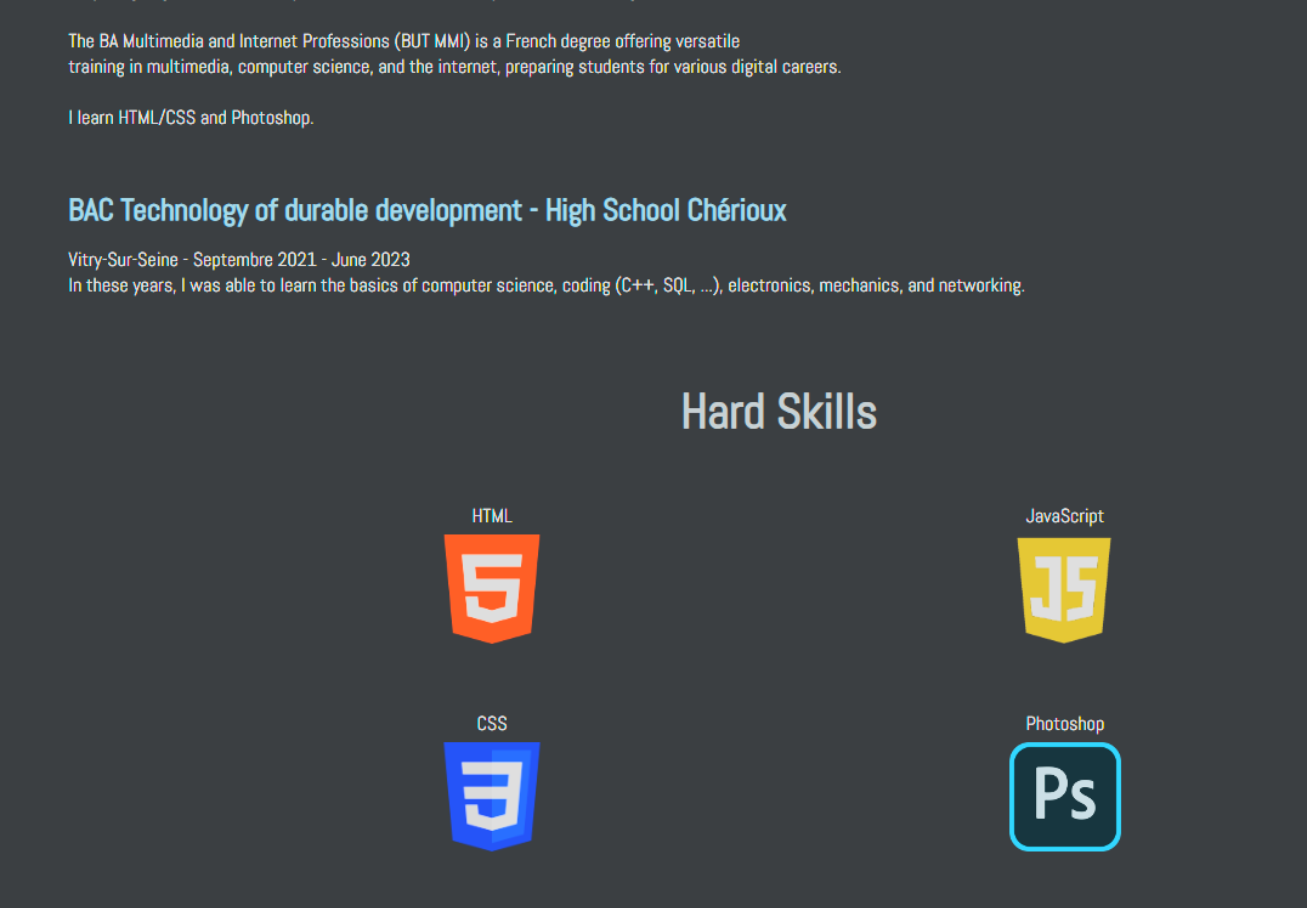 The BA Multimedia and Internet Professions (BUT MMI) is a French degree offering versatile
training in multimedia, computer science, and the internet, preparing students for various digital careers.
I learn HTML/CSS and Photoshop.
BAC Technology of durable development - High School Chérioux
Vitry-Sur-Seine - Septembre 2021 - June 2023
In these years, I was able to learn the basics of computer science, coding (C++, SQL, ...), electronics, mechanics, and networking.
Hard Skills
HTML
JavaScript
5
JS
CSS
Photoshop
3
Ps